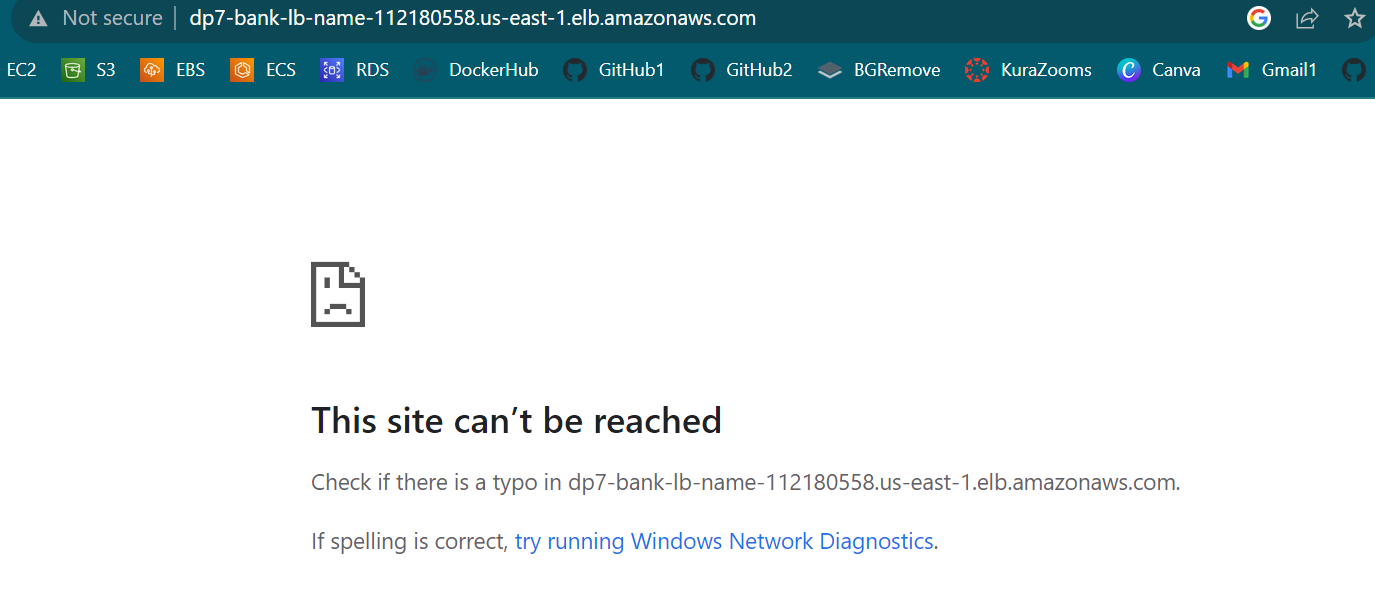 Not secure | dp7-bank-lb-name-112180558.us-east-1.elb.amazonaws.com
EC2 S3 EBS ECS RDS DockerHub GitHub1 GitHub2 BGRemove KuraZooms Canva Gmail1
This site can’t be reached
Check if there is a typo in dp7-bank-lb-name-112180558.us-east-1.elb.amazonaws.com.
If spelling is correct, try running Windows Network Diagnostics.